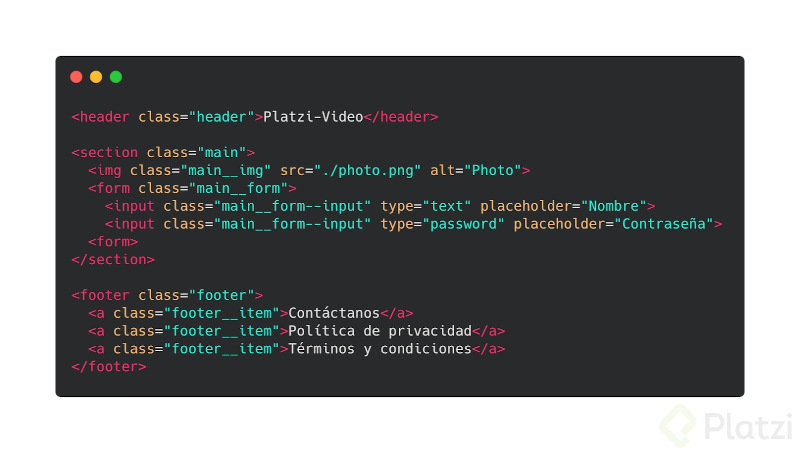 <header class="header">Platzi-Video</header>
<section class="main">
<img class="main__img" src="./photo.png" alt="Photo">
<form class="main__form">
<input class="main__form--input" type="text" placeholder="Nombre">
<input class="main__form--input" type="password" placeholder="Contraseña">
<form>
</section>
<footer class="footer">
<a class="footer__item">Contáctanos</a>
<a class="footer__item">Política de privacidad</a>
<a class="footer__item">Términos y condiciones</a>
</footer>
Platzi